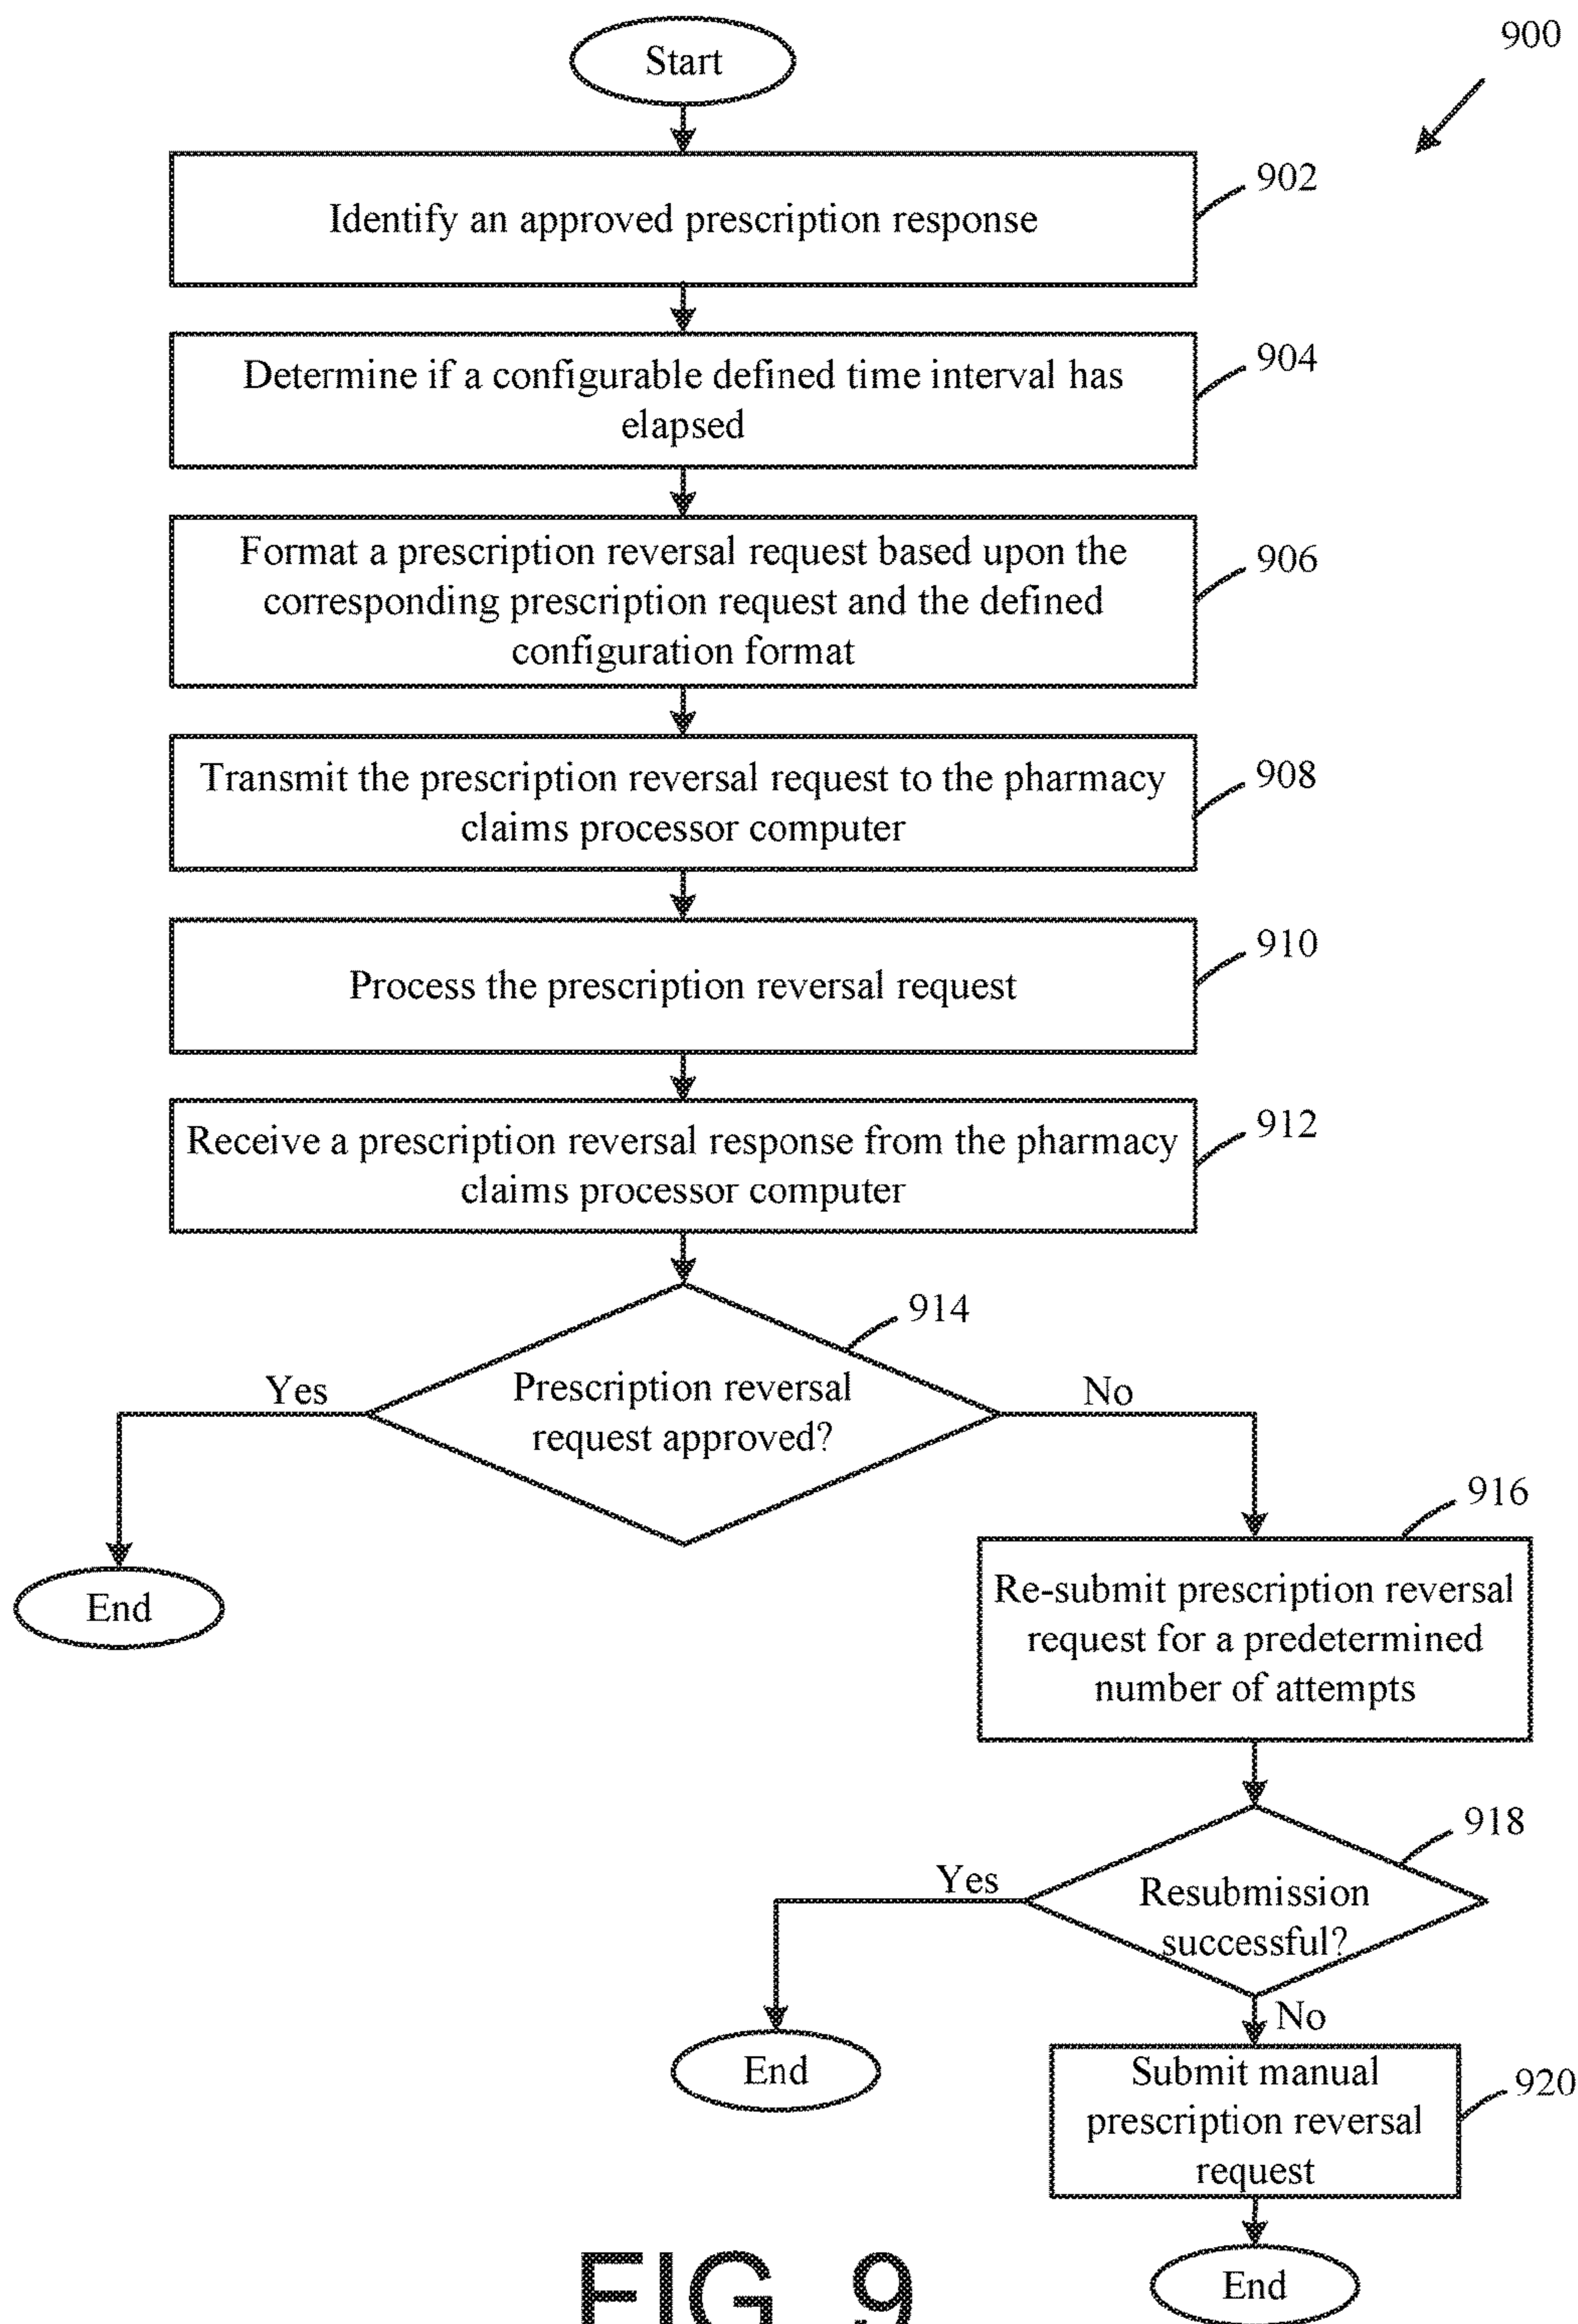 900
Start
902
Identify an approved prescription response
904
Determine if a configurable defined time interval has
elapsed
906
Format a prescription reversal request based upon the
corresponding prescription request and the defined
configuration format
908
Transmit the prescription reversal request to the pharmacy
claims processor computer
910
Process the prescription reversal request
912
Receive a prescription reversal response from the pharmacy
claims processor computer
914
Yes
Prescription reversal
request approved?
No
916
End
Re-submit prescription reversal
request for a predetermined
number of attempts
918
Yes
Resubmission
successful?
No
End
920
Submit manual
prescription reversal
request
End
FIG. 9